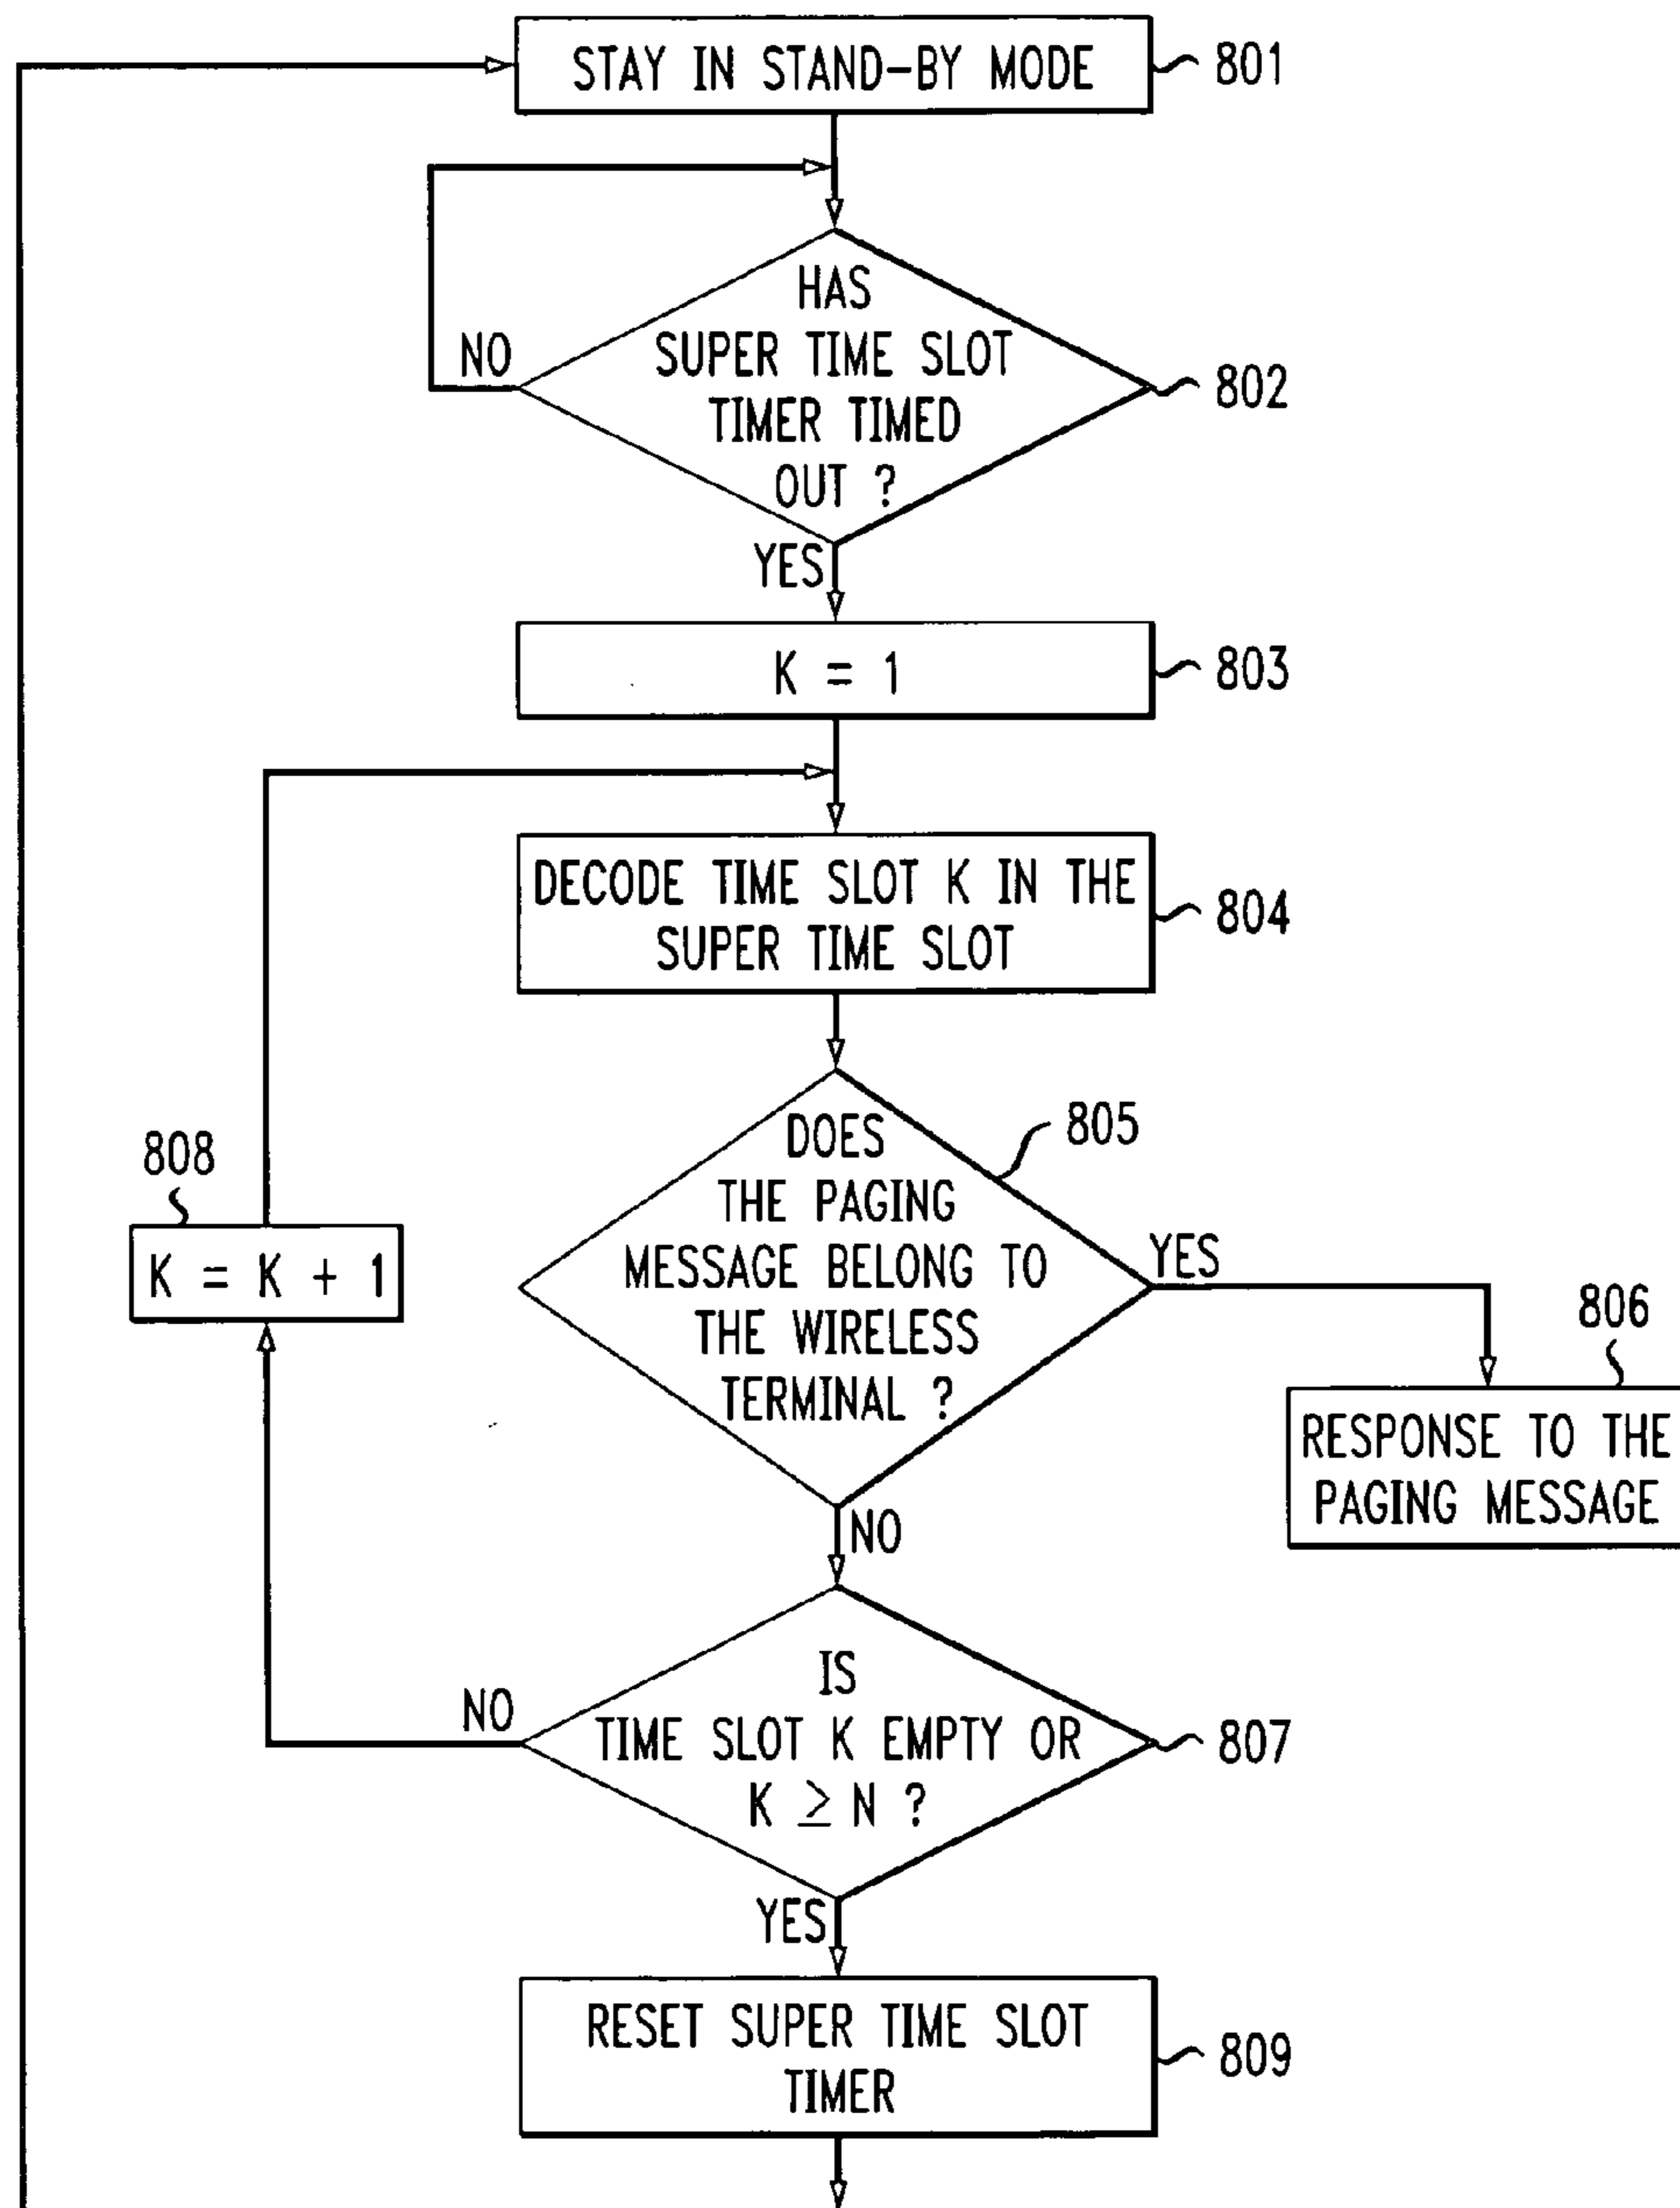 STAY IN STAND-BY MODE
801
HAS
SUPER TIME SLOT
TIMER TIMED
OUT ?
802
NO
YES
K = 1
803
DECODE TIME SLOT K IN THE
SUPER TIME SLOT
804
DOES
THE PAGING
MESSAGE BELONG TO
THE WIRELESS
TERMINAL ?
805
YES
806
RESPONSE TO THE
PAGING MESSAGE
808
K = K + 1
NO
IS
TIME SLOT K EMPTY OR
K ≥ N ?
807
NO
YES
RESET SUPER TIME SLOT
TIMER
809